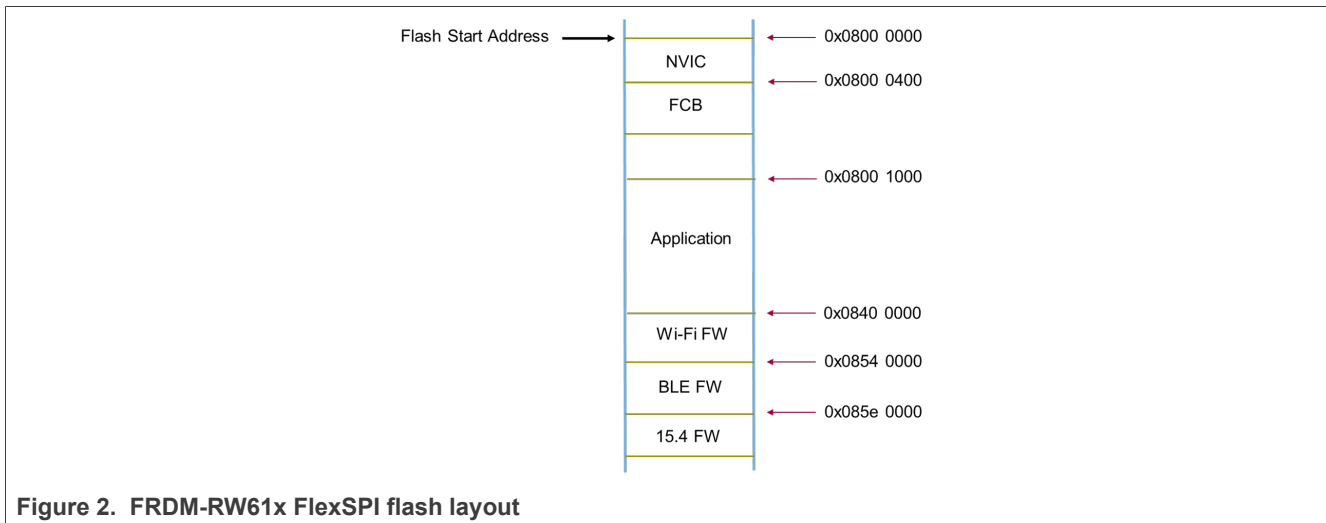 Flash Start Address
0x0800 0000
NVIC
0x0800 0400
FCB
0x0800 1000
Application
0x0840 0000
Wi-Fi FW
0x0854 0000
BLE FW
0x085e 0000
15.4 FW
Figure 2. FRDM-RW61x FlexSPI flash layout